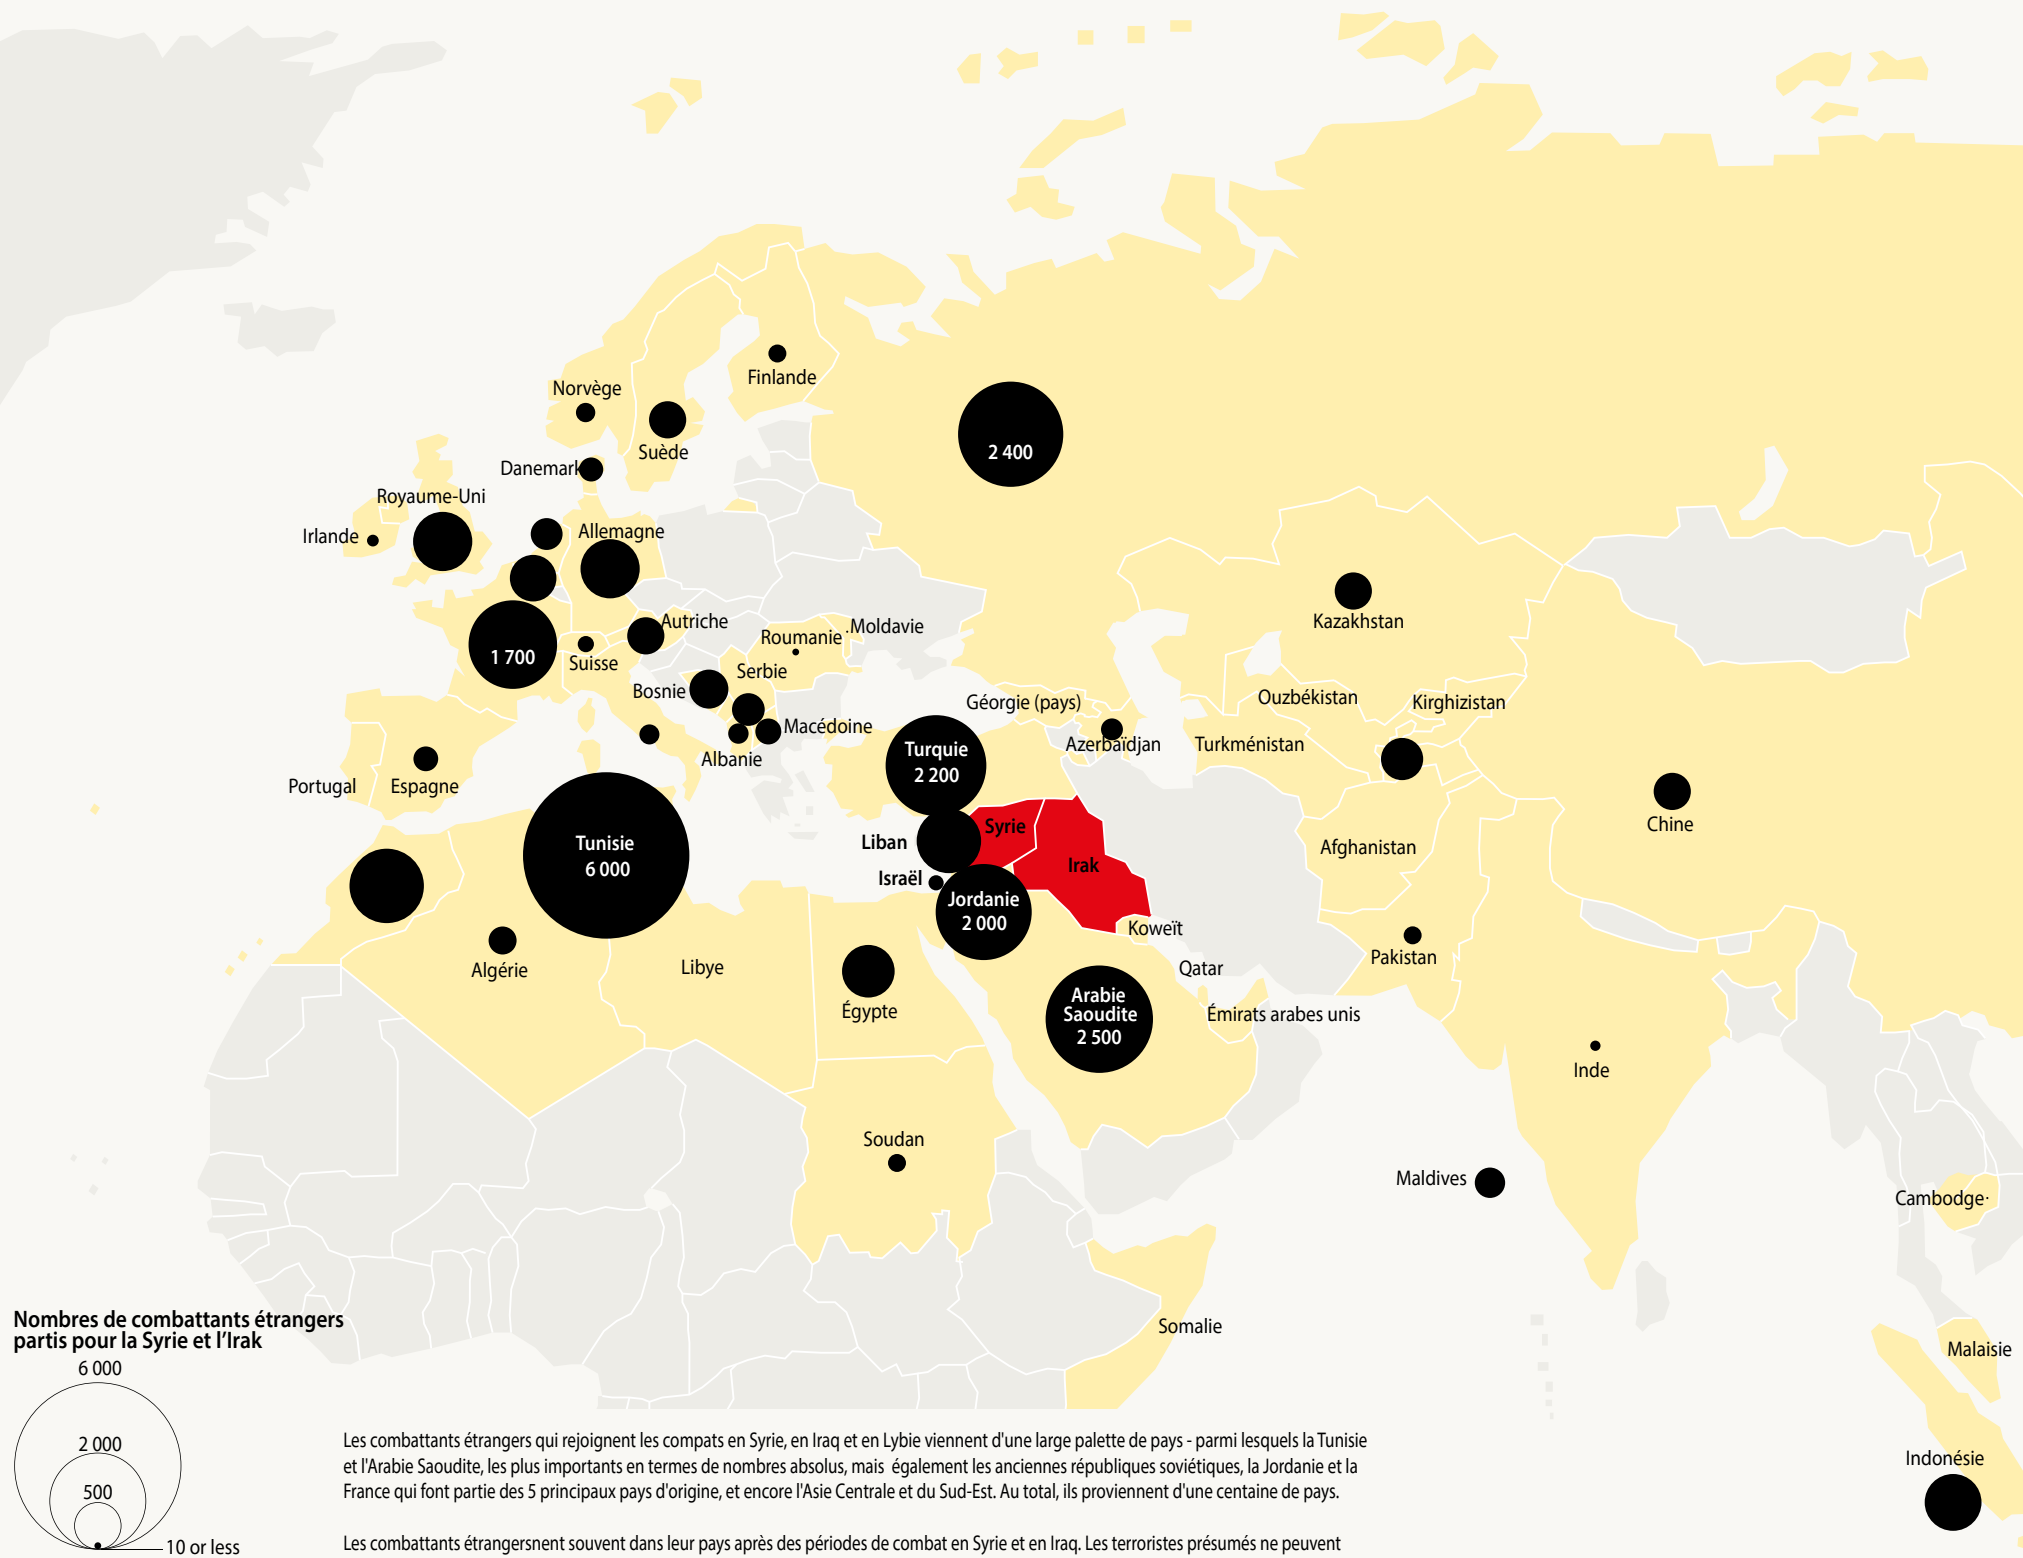 Finlande
Norvège
2 400
Suède
Danemark
Royaume-Uni
Irlande
Allemagne
Kazakhstan
Autriche
Moldavie
Roumanie
1 700
Suisse
Serbie
Bosnie
Ouzbékistan
Géorgie (pays)
Kirghizistan
Macédoine
Azerbaïdjan
Turkménistan
Turquie
2 200
Albanie
Portugal
Espagne
Chine
Syrie
Liban
Tunisie
6 000
Afghanistan
Irak
Israël
Jordanie
2 000
Koweït
Pakistan
Algérie
Libye
Qatar
Arabie
Saoudite
2 500
Égypte
Émirats arabes unis
Inde
Soudan
Maldives
Cambodge
Somalie
Malaisie
Indonésie
Nombres de combattants étrangers
partis pour la Syrie et l'Irak
6 000
2 000
500
10 or less
Les combattants étrangers qui rejoignent les compats en Syrie, en Iraq et en Lybie viennent d'une large palette de pays - parmi lesquels la Tunisie
et l'Arabie Saoudite, les plus importants en termes de nombres absolus, mais également les anciennes républiques soviétiques, la Jordanie et la
France qui font partie des 5 principaux pays d'origine, et encore l'Asie Centrale et du Sud-Est. Au total, ils proviennent d'une centaine de pays.
Les combattants étrangersnent souvent dans leur pays après des périodes de combat en Syrie et en Iraq. Les terroristes présumés ne peuvent